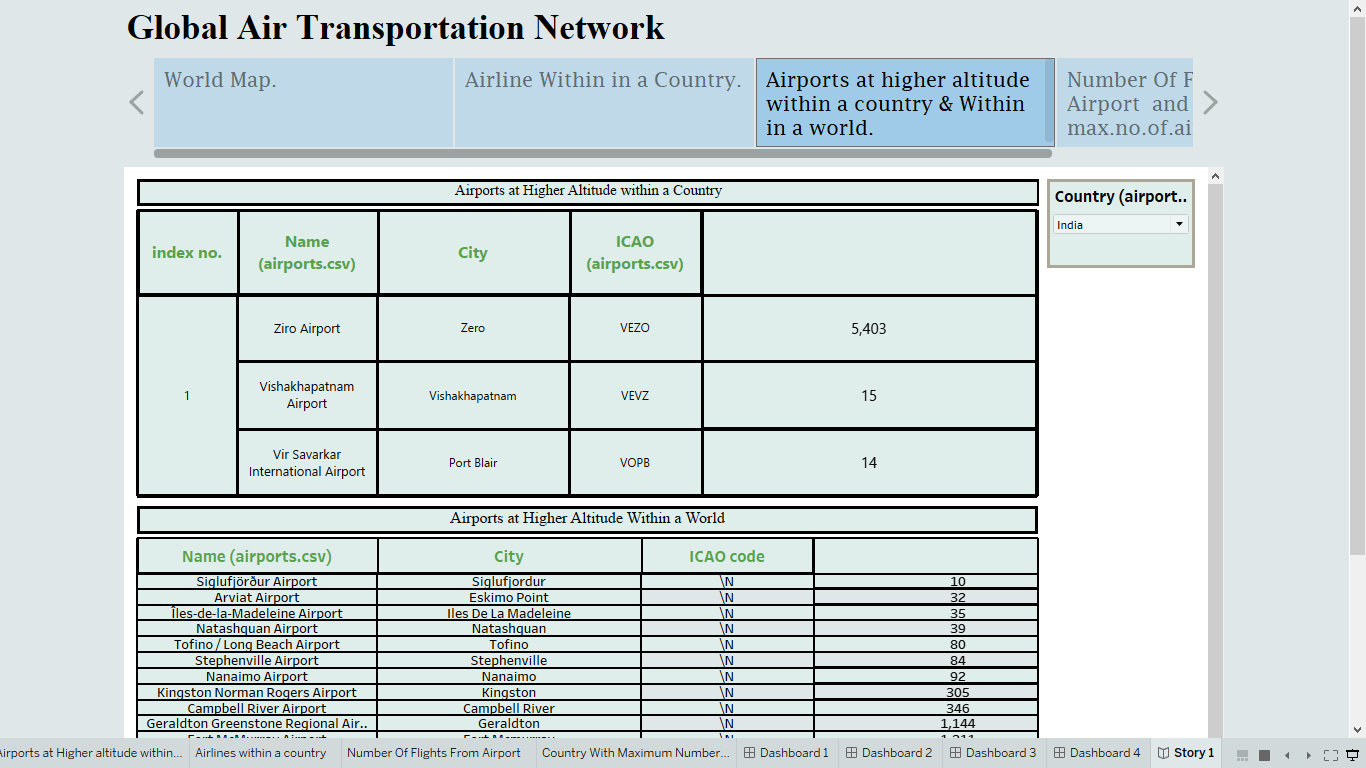 Global Air Transportation Network
World Map.
Airline Within in a Country.
Airports at higher altitude
within a country & Within
in a world.
Number Of F
Airport and
max.no.of.ai
Airports at Higher Altitude within a Country
Country (airport..
India
index no.
Name
(airports.csv)
City
ICAO
(airports.csv)
1
Ziro Airport
Zero
VEZO
5,403
Vishakhapatnam
Airport
Vishakhapatnam
VEVZ
15
Vir Savarkar
International Airport
Port Blair
VOPB
14
Airports at Higher Altitude Within a World
Name (airports.csv) City ICAO code
Siglufjörður Airport Siglufjordur \N 10
Arviat Airport Eskimo Point \N 32
Îles-de-la-Madeleine Airport Iles De La Madeleine \N 35
Natashquan Airport Natashquan \N 39
Tofino / Long Beach Airport Tofino \N 80
Stephenville Airport Stephenville \N 84
Nanaimo Airport Nanaimo \N 92
Kingston Norman Rogers Airport Kingston \N 305
Campbell River Airport Campbell River \N 346
Geraldton Greenstone Regional Air.. Geraldton \N 1,144
Airports at Higher altitude within... Airlines within a country Number Of Flights From Airport Country With Maximum Number... Dashboard 1 Dashboard 2 Dashboard 3 Dashboard 4 Story 1